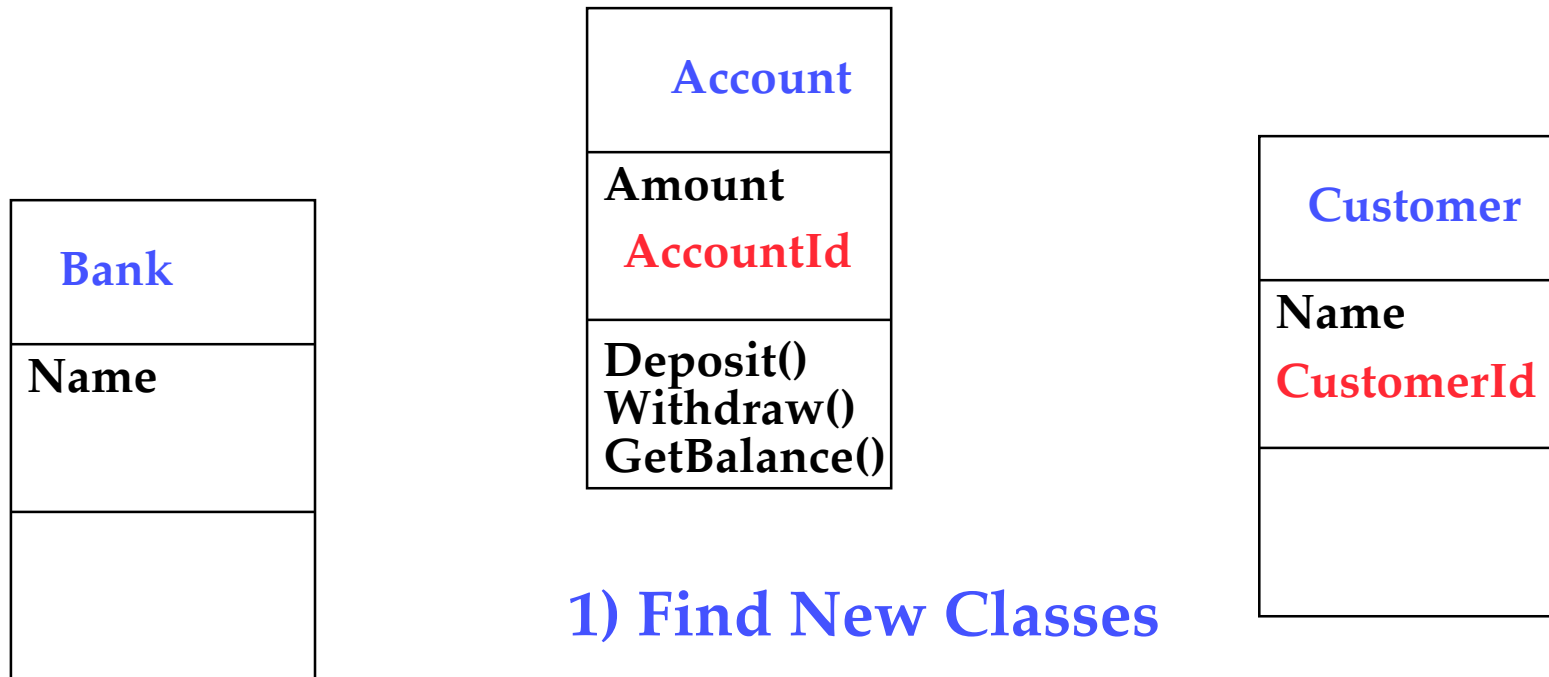 Account
Amount
AccountId
Deposit()
Withdraw()
GetBalance()
Bank
Name
Customer
Name
CustomerId
1) Find New Classes